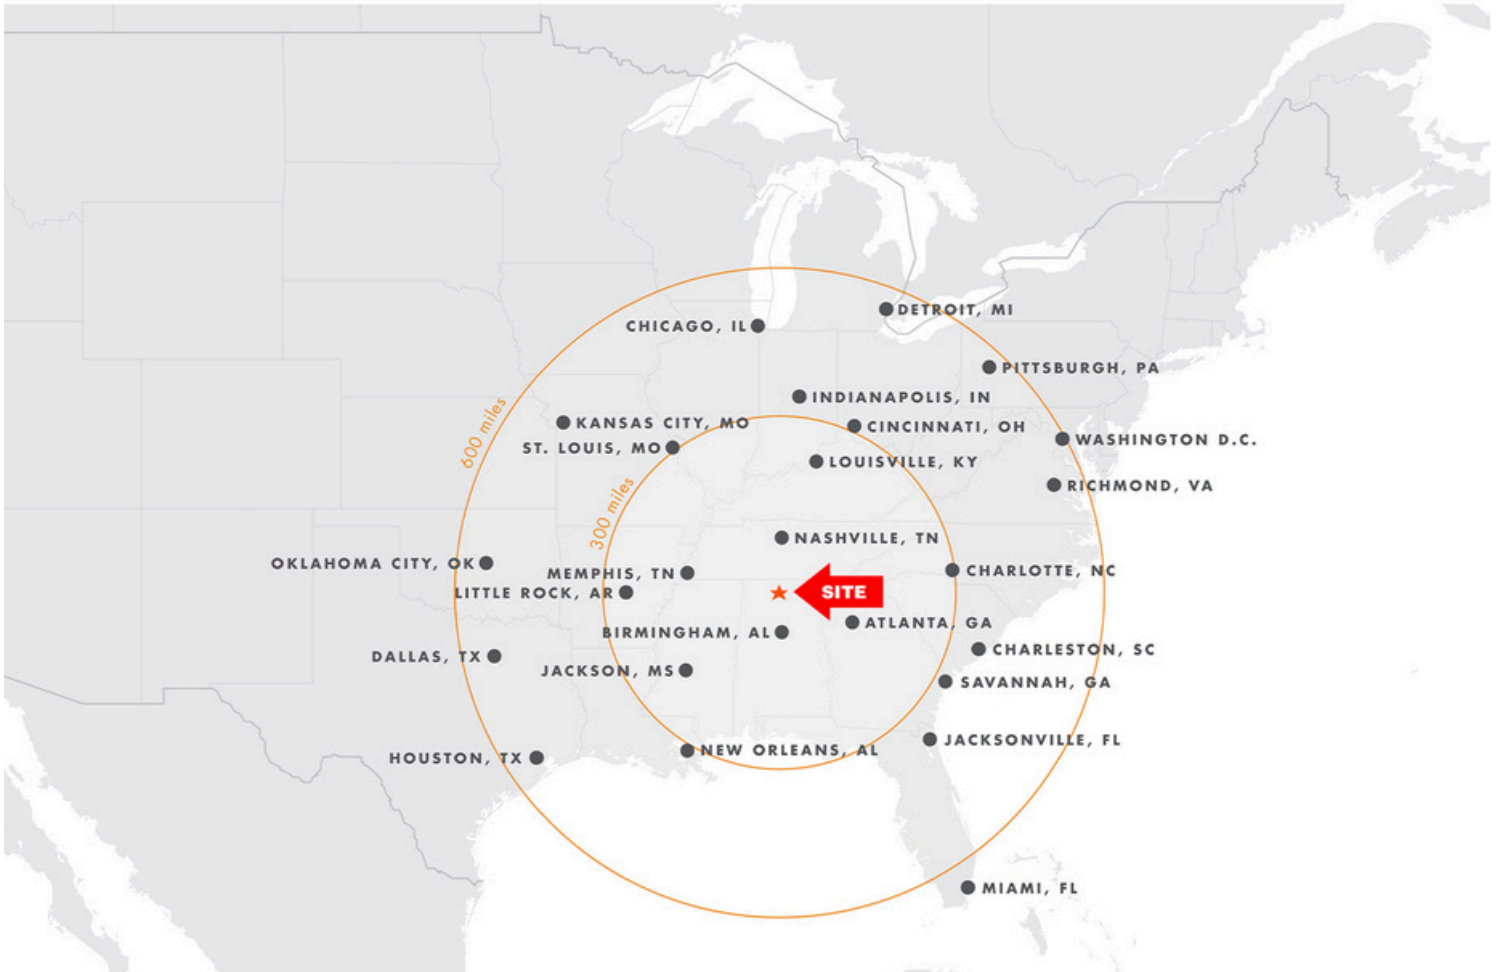 DETROIT, MI
CHICAGO, IL
PITTSBURGH, PA
INDIANAPOLIS, IN
600 miles
KANSAS CITY, MO
CINCINNATI, OH
WASHINGTON D.C.
ST. LOUIS, MO
LOUISVILLE, KY
RICHMOND, VA
300 miles
NASHVILLE, TN
OKLAHOMA CITY, OK
MEMPHIS, TN
CHARLOTTE, NC
LITTLE ROCK, AR
SITE
ATLANTA, GA
BIRMINGHAM, AL
CHARLESTON, SC
DALLAS, TX
JACKSON, MS
SAVANNAH, GA
JACKSONVILLE, FL
NEW ORLEANS, AL
HOUSTON, TX
MIAMI, FL